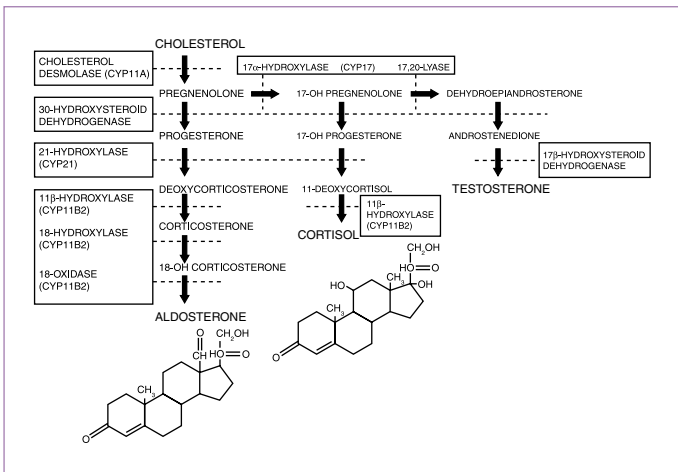 CHOLESTEROL
CHOLESTEROL
DESMOLASE (CYP11A)
17α-HYDROXYLASE (CYP17) 17,20-LYASE
PREGNENOLONE 17-OH PREGNENOLONE DEHYDROEPIANDROSTERONE
30-HYDROXYSTEROID
DEHYDROGENASE
PROGESTERONE 17-OH PROGESTERONE ANDROSTENEDIONE
21-HYDROXYLASE
(CYP21)
17β-HYDROXYSTEROID
DEHYDROGENASE
DEOXYCORTICOSTERONE 11-DEOXYCORTISOL TESTOSTERONE
11β-HYDROXYLASE
(CYP11B2)
11β-
HYDROXYLASE
(CYP11B2)
CORTICOSTERONE CORTISOL
18-HYDROXYLASE
(CYP11B2)
18-OH CORTICOSTERONE
18-OXIDASE
(CYP11B2)
ALDOSTERONE
CH2OH
HO=O
CH3
OH
HO
CH3
O
O
CH2OH
CH HO=O
CH3
O